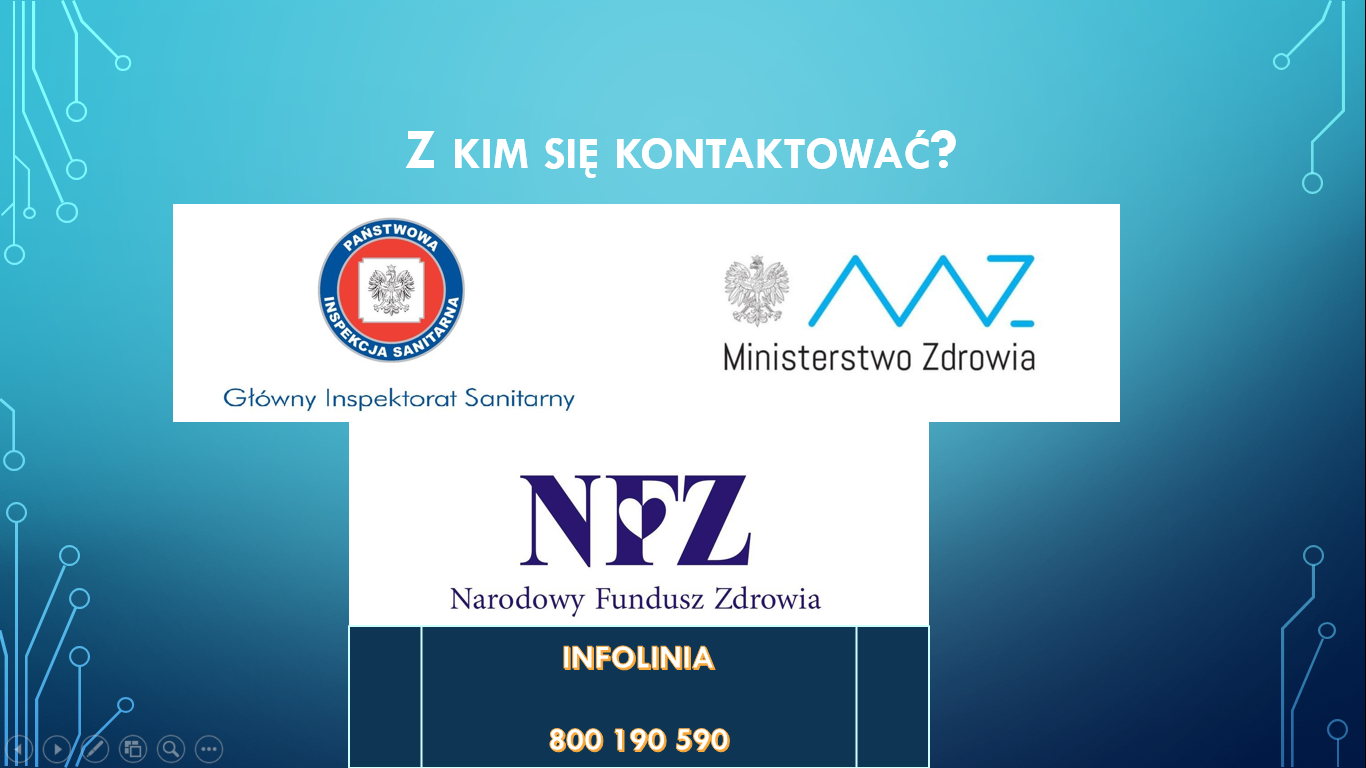 Z KIM SIĘ KONTAKTOWAĆ?
PAŃSTWOWA
INSPEKCJA SANITARNA
Główny Inspektorat Sanitarny
MZ
Ministerstwo Zdrowia
NFZ
Narodowy Fundusz Zdrowia
INFOLINIA
800 190 590